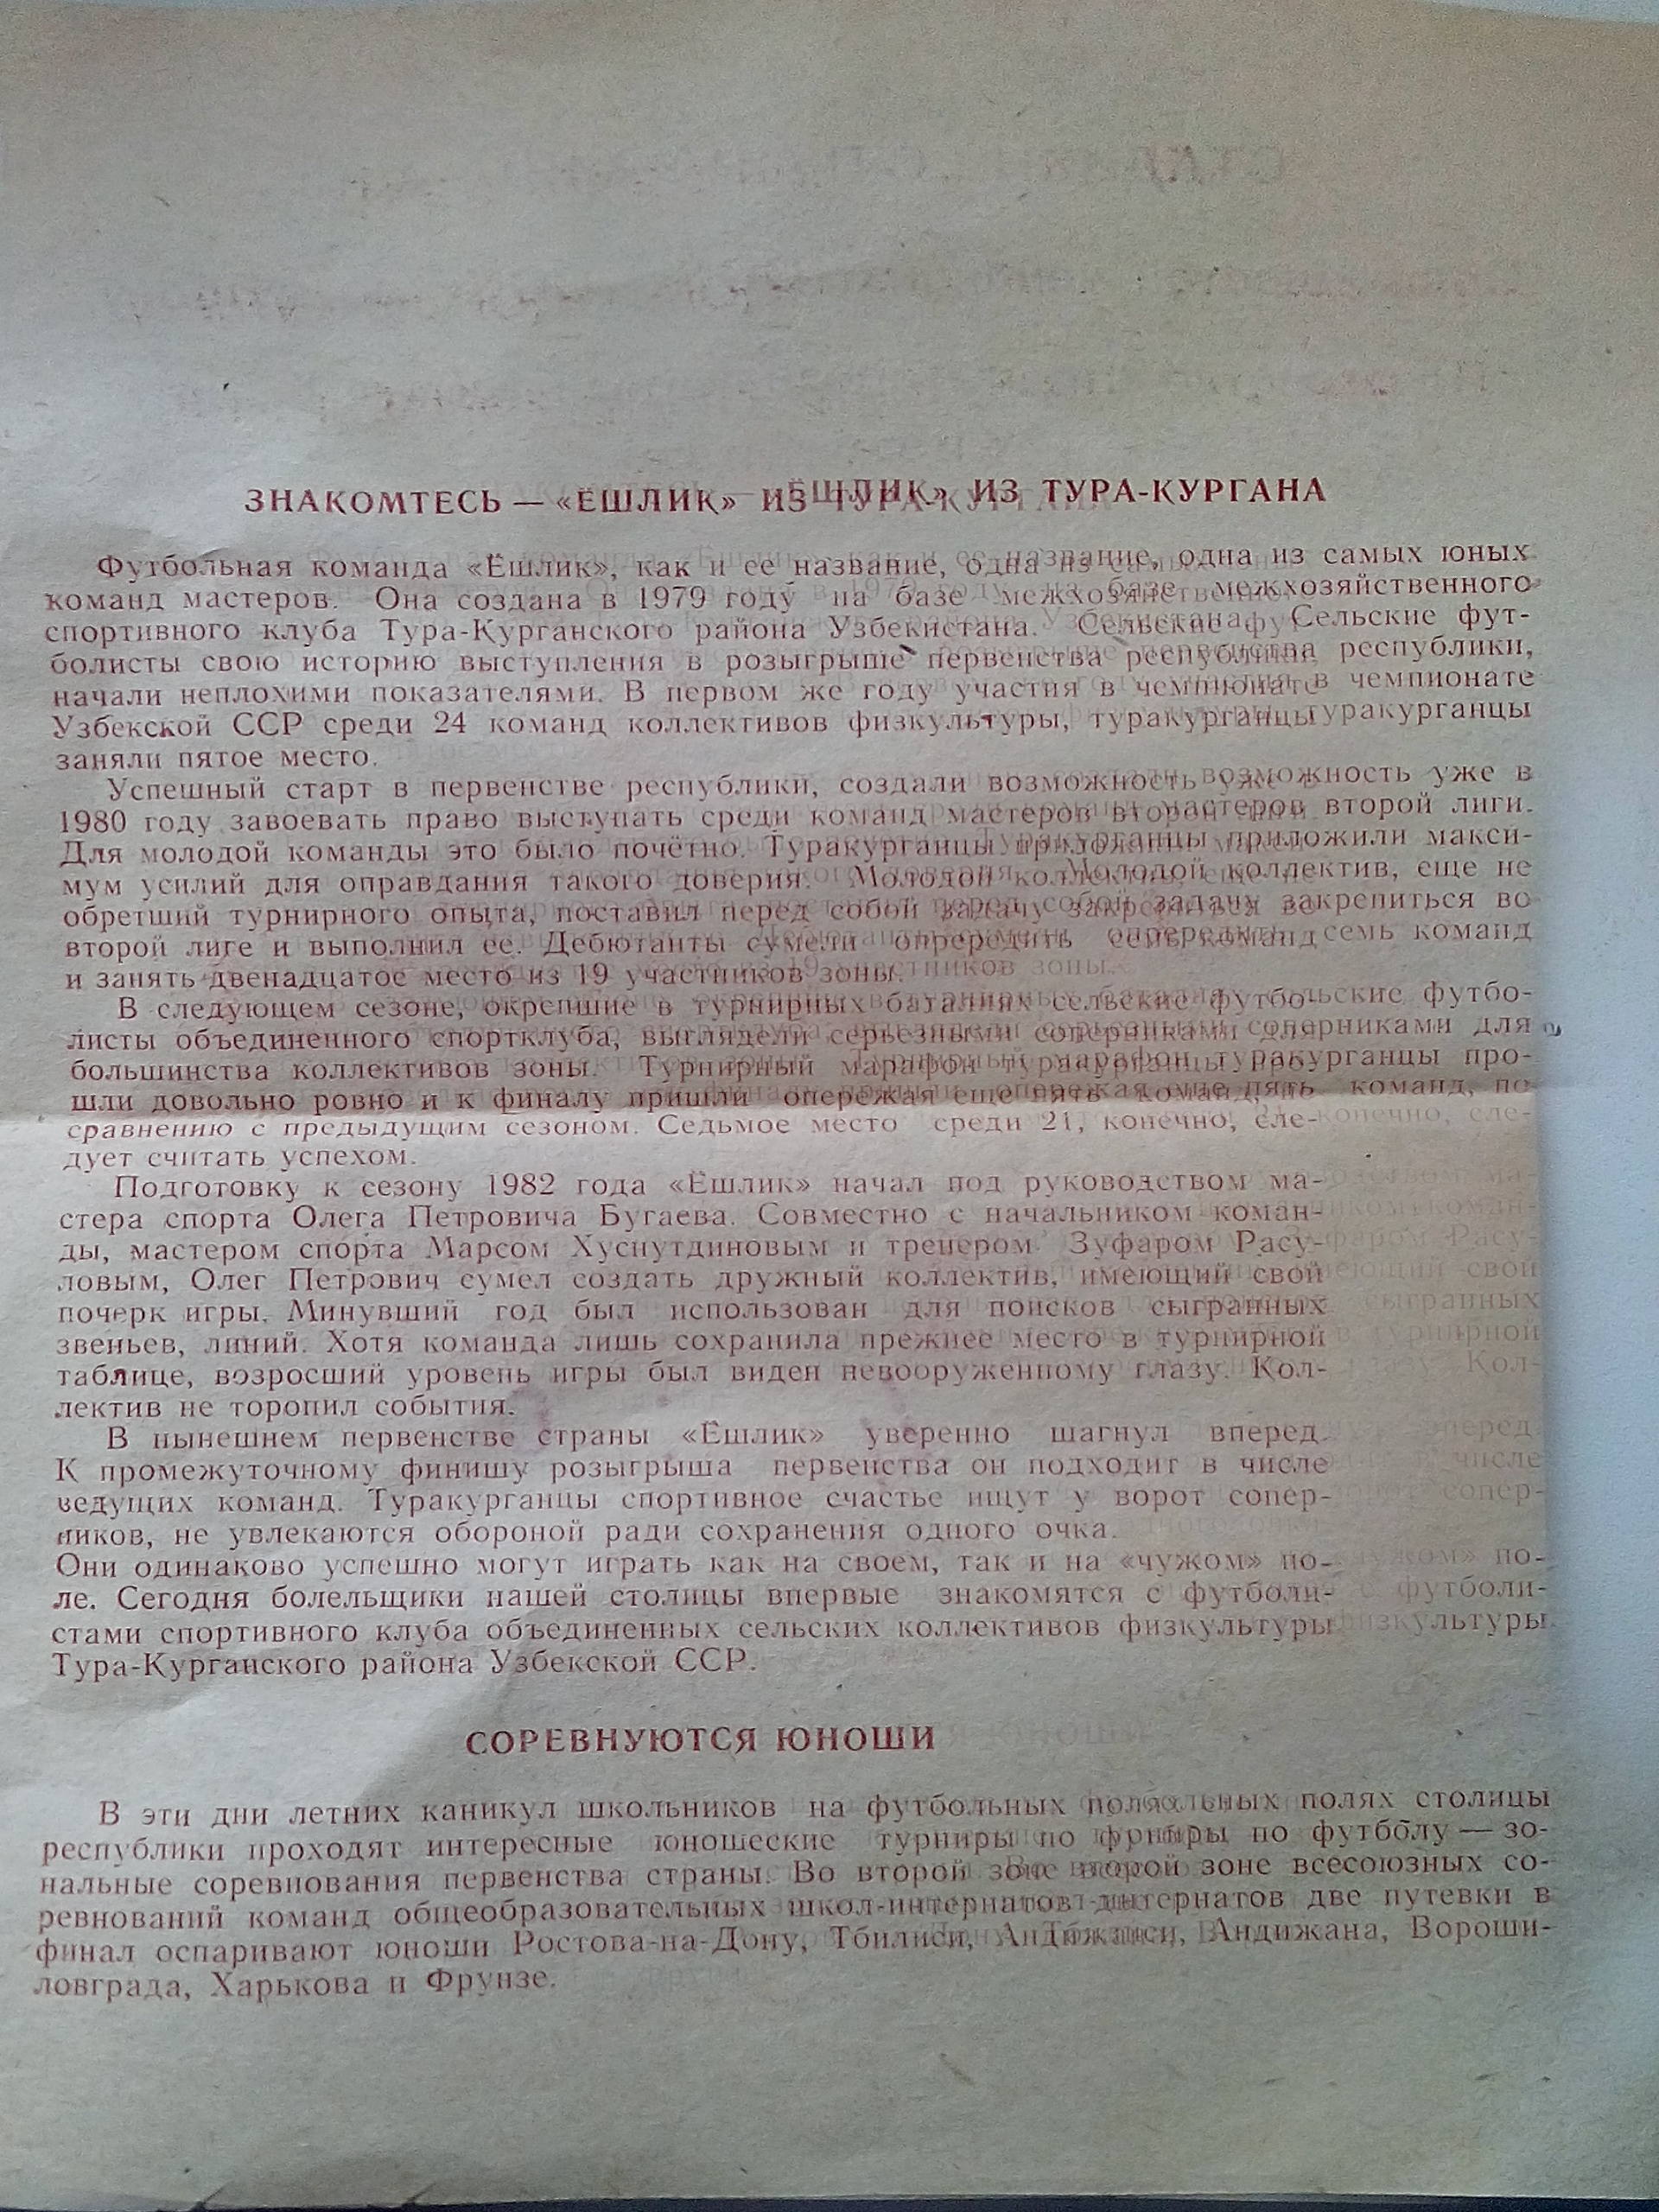 ЗНАКОМТЕСЬ — «ЁШЛИК» ИЗ ТУРА-КУРГАНА
Футбольная команда «Ёшлик», как и ее название, одна из самых юных
команд мастеров. Она создана в 1979 году на базе межхозяйственного
спортивного клуба Тура-Курганского района Узбекистана. Сельские фут-
болисты свою историю выступления в розыгрыше первенства республики,
начали неплохими показателями. В первом же году участия в чемпионате
Узбекской ССР среди 24 команд коллективов физкультуры, туракурганцы
заняли пятое место.
Успешный старт в первенстве республики, создали возможность уже в
1980 году завоевать право выступать среди команд мастеров второй лиги.
Для молодой команды это было почётно. Туракурганцы приложили макси-
мум усилий для оправдания такого доверия. Молодой коллектив, еще не
обретший турнирного опыта, поставил перед собой задачу закрепиться во
второй лиге и выполнил ее. Дебютанты сумели опередить семь команд
и занять двенадцатое место из 19 участников зоны.
В следующем сезоне, окрепшие в турнирных баталиях сельские футбо-
листы объединенного спортклуба, выглядели серьезными соперниками для
большинства коллективов зоны. Турнирный марафон туракурганцы про-
шли довольно ровно и к финалу пришли опережая еще пять команд, по
сравнению с предыдущим сезоном. Седьмое место среди 21, конечно, сле-
дует считать успехом.
Подготовку к сезону 1982 года «Ёшлик» начал под руководством ма-
стера спорта Олега Петровича Бугаева. Совместно с начальником коман-
ды, мастером спорта Марсом Хуснутдиновым и тренером Зуфаром Расу-
ловым, Олег Петрович сумел создать дружный коллектив, имеющий свой
почерк игры. Минувший год был использован для поисков сыгранных
звеньев, линий. Хотя команда лишь сохранила прежнее место в турнирной
таблице, возросший уровень игры был виден невооруженному глазу. Кол-
лектив не торопил события.
В нынешнем первенстве страны «Ёшлик» уверенно шагнул вперед.
К промежуточному финишу розыгрыша первенства он подходит в числе
ведущих команд. Туракурганцы спортивное счастье ищут у ворот сопер-
ников, не увлекаются обороной ради сохранения одного очка.
Они одинаково успешно могут играть как на своем, так и на «чужом» по-
ле. Сегодня болельщики нашей столицы впервые знакомятся с футболи-
стами спортивного клуба объединенных сельских коллективов физкультуры
Тура-Курганского района Узбекской ССР.
СОРЕВНУЮТСЯ ЮНОШИ
В эти дни летних каникул школьников на футбольных полях столицы
республики проходят интересные юношеские турниры по футболу — зо-
нальные соревнования первенства страны. Во второй зоне всесоюзных со-
ревнований команд общеобразовательных школ-интернатов две путевки в
финал оспаривают юноши Ростова-на-Дону, Тбилиси, Андижана, Вороши-
ловграда, Харькова и Фрунзе.